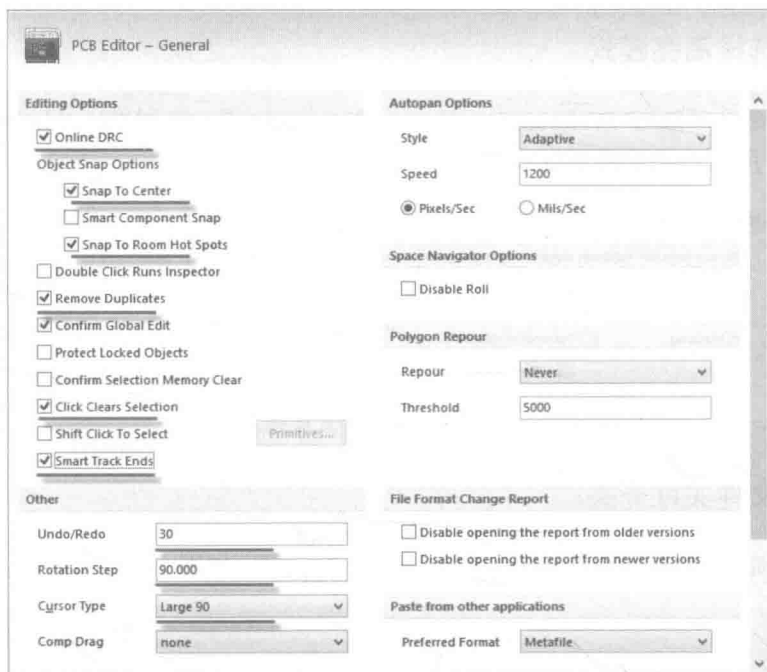 PCB Editor – General
Editing Options
Online DRC
Object Snap Options
Snap To Center
Smart Component Snap
Snap To Room Hot Spots
Double Click Runs Inspector
Remove Duplicates
Confirm Global Edit
Protect Locked Objects
Confirm Selection Memory Clear
Click Clears Selection
Shift Click To Select
Primitives...
Smart Track Ends
Other
Undo/Redo 30
Rotation Step 90.000
Cursor Type Large 90
Comp Drag none
Autopan Options
Style Adaptive
Speed 1200
Pixels/Sec Mils/Sec
Space Navigator Options
Disable Roll
Polygon Repour
Repour Never
Threshold 5000
File Format Change Report
Disable opening the report from older versions
Disable opening the report from newer versions
Paste from other applications
Preferred Format Metafile